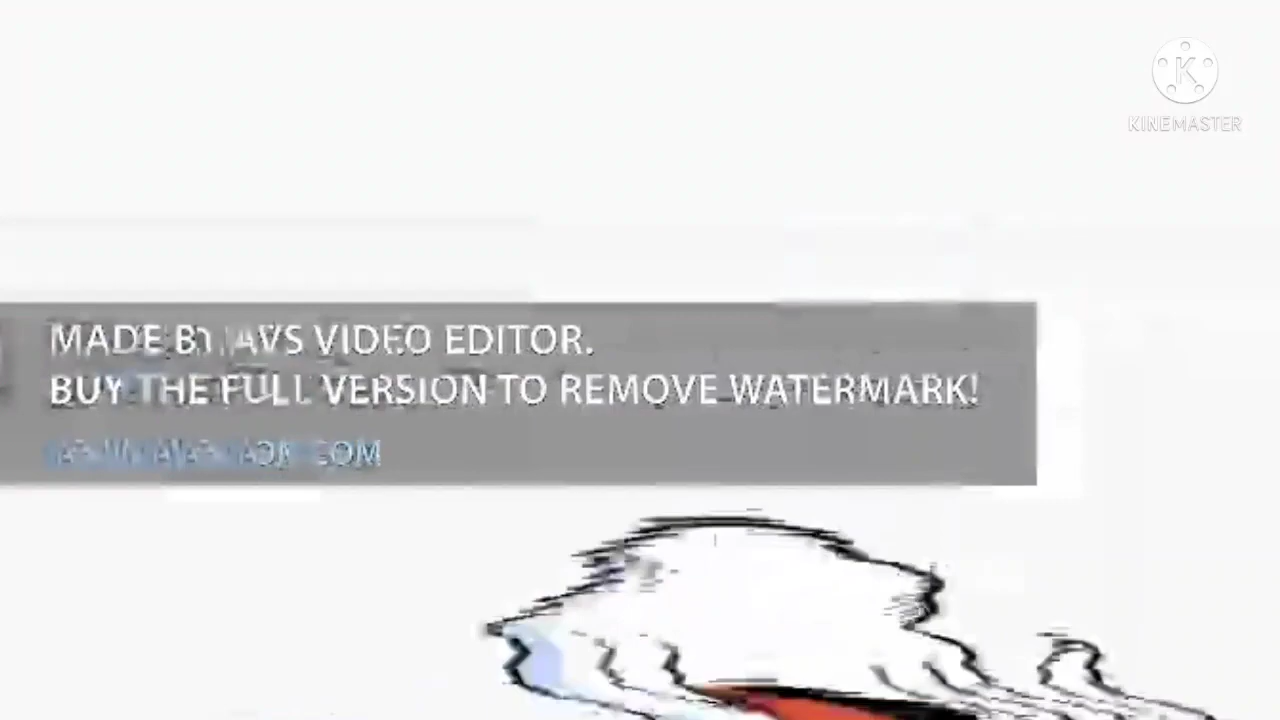 KINEMASTER
MADE BY AVS VIDEO EDITOR.
BUY THE FULL VERSION TO REMOVE WATERMARK!